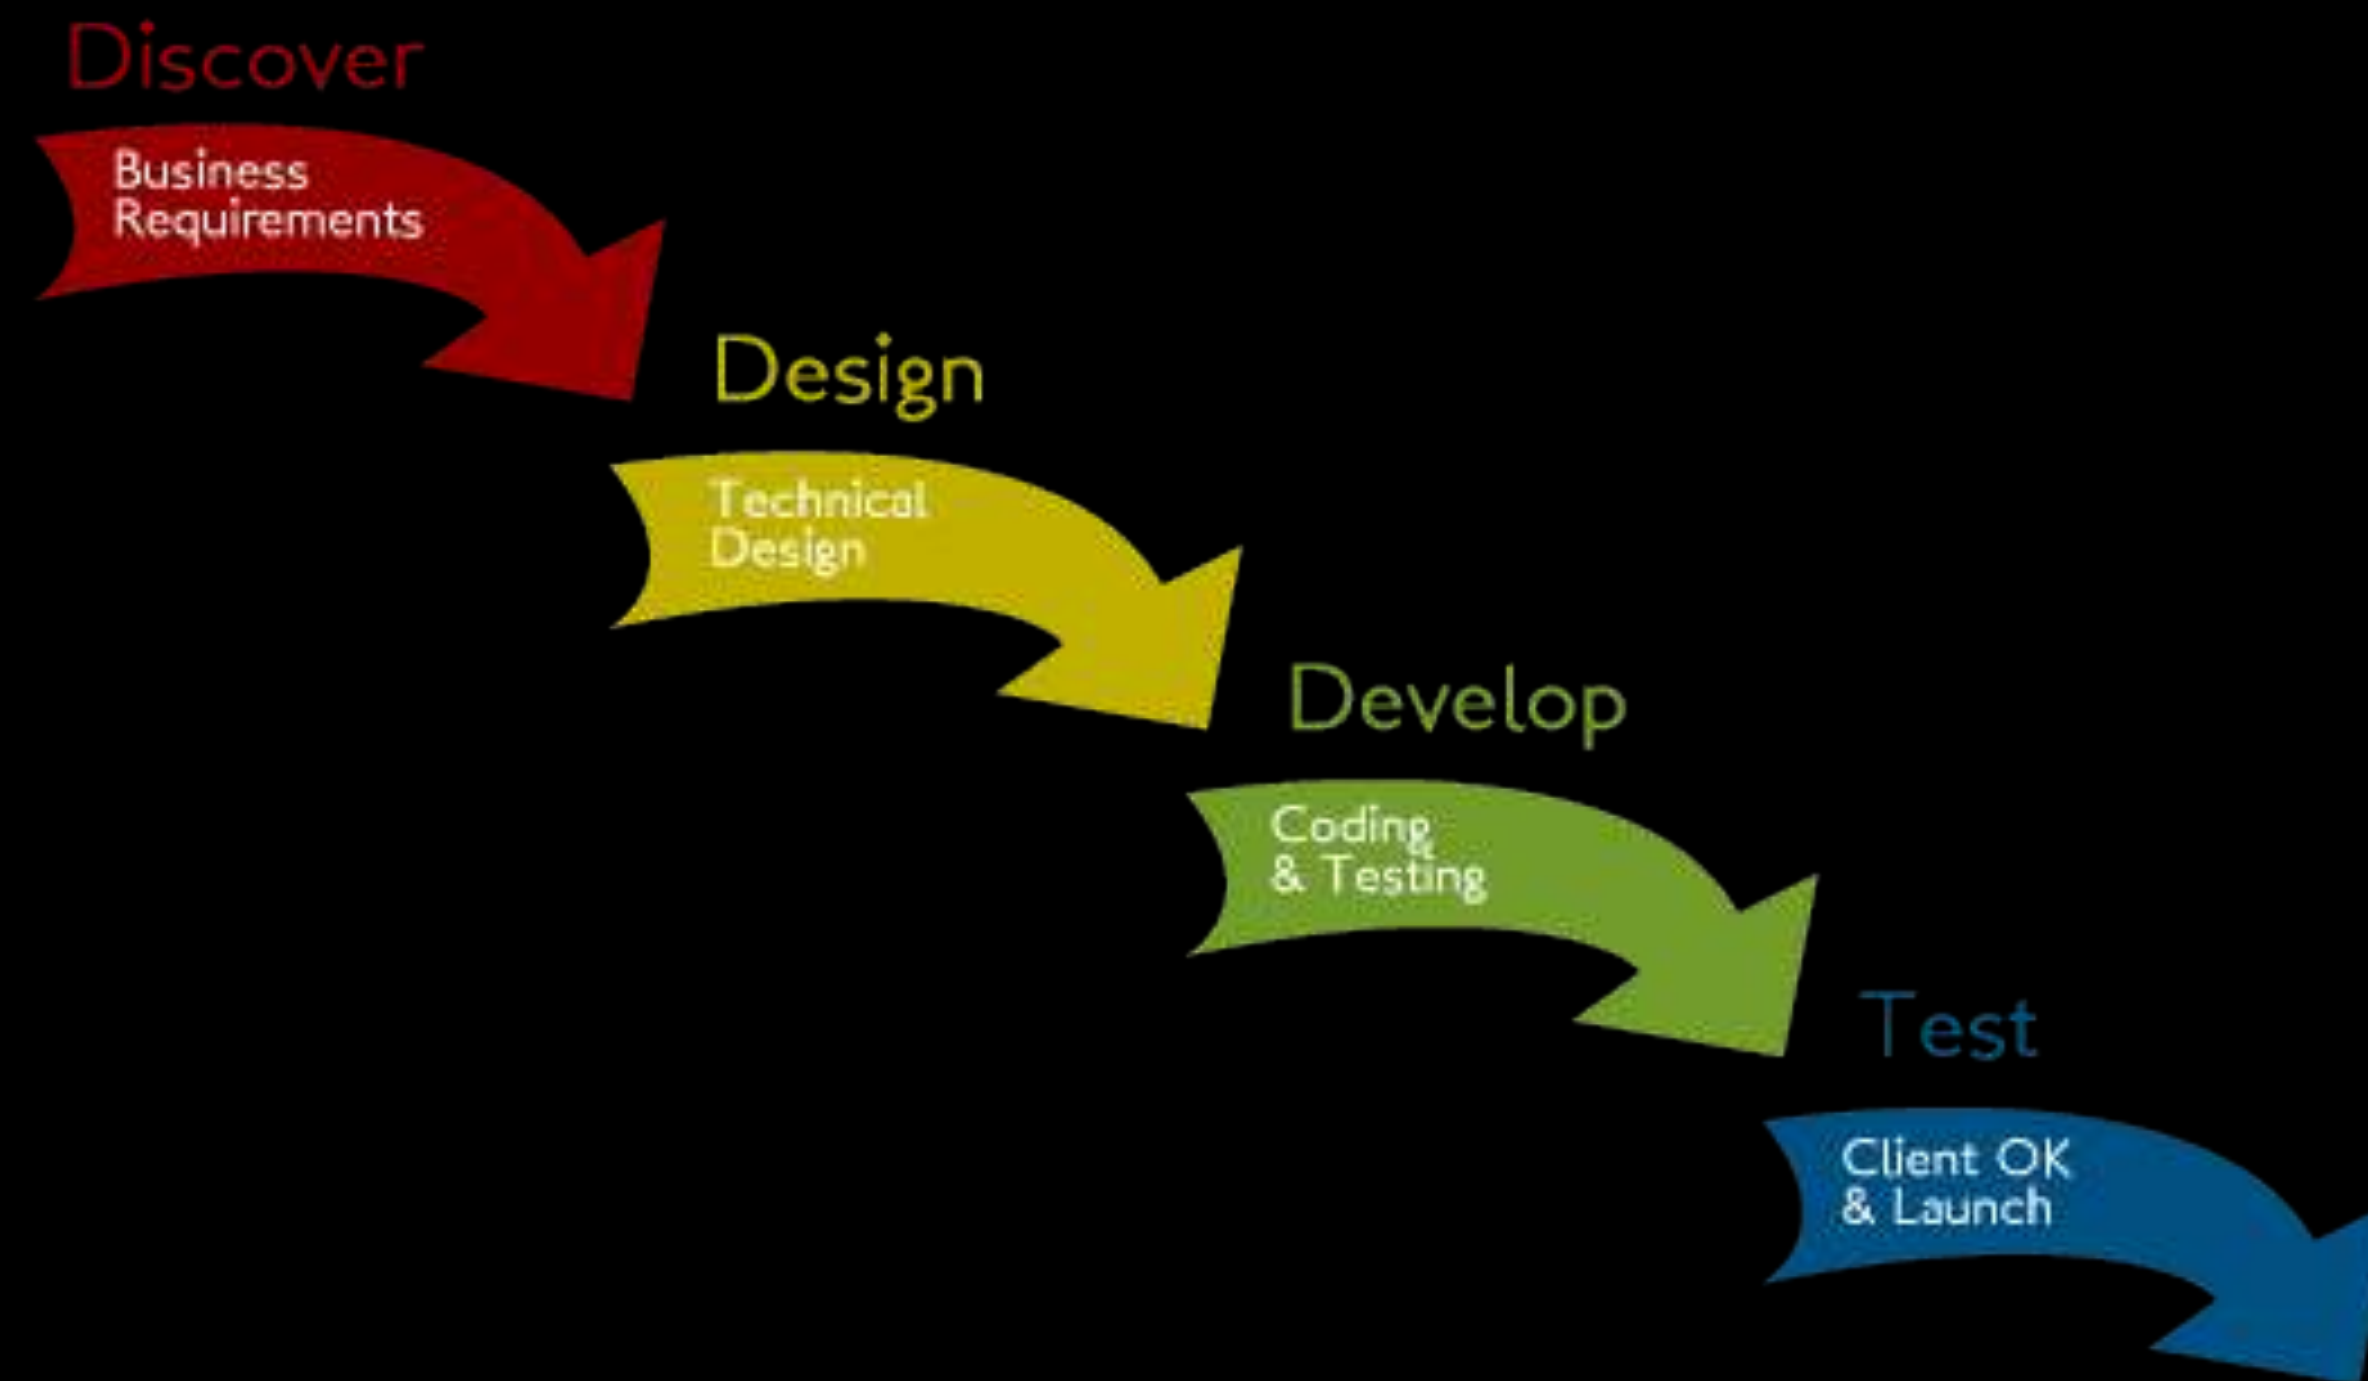 Discover
Business
Requirements
Design
Technical
Design
Develop
Coding
& Testing
Test
Client OK
& Launch